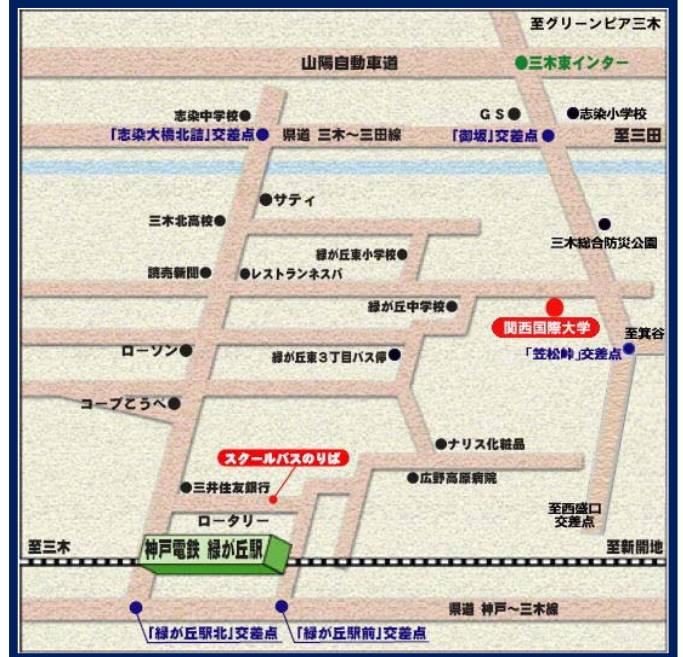 至グリーンピア三木
山陽自動車道
三木東インター
志染中学校
GS
志染小学校
「志染大橋北詰」交差点
県道 三木～三田線
「御坂」交差点
至三田
サティ
三木北高校
三木総合防災公園
緑が丘東小学校
読売新聞
レストランネスパ
緑が丘中学校
関西国際大学
至箕谷
ローソン
緑が丘東3丁目バス停
「笠松峠」交差点
コープこうべ
ナリス化粧品
スクールバスのりば
広野高原病院
三井住友銀行
至西盛口
交差点
ロータリー
至三木
神戸電鉄 緑が丘駅
至新開地
県道 神戸～三木線
「緑が丘駅北」交差点
「緑が丘駅前」交差点